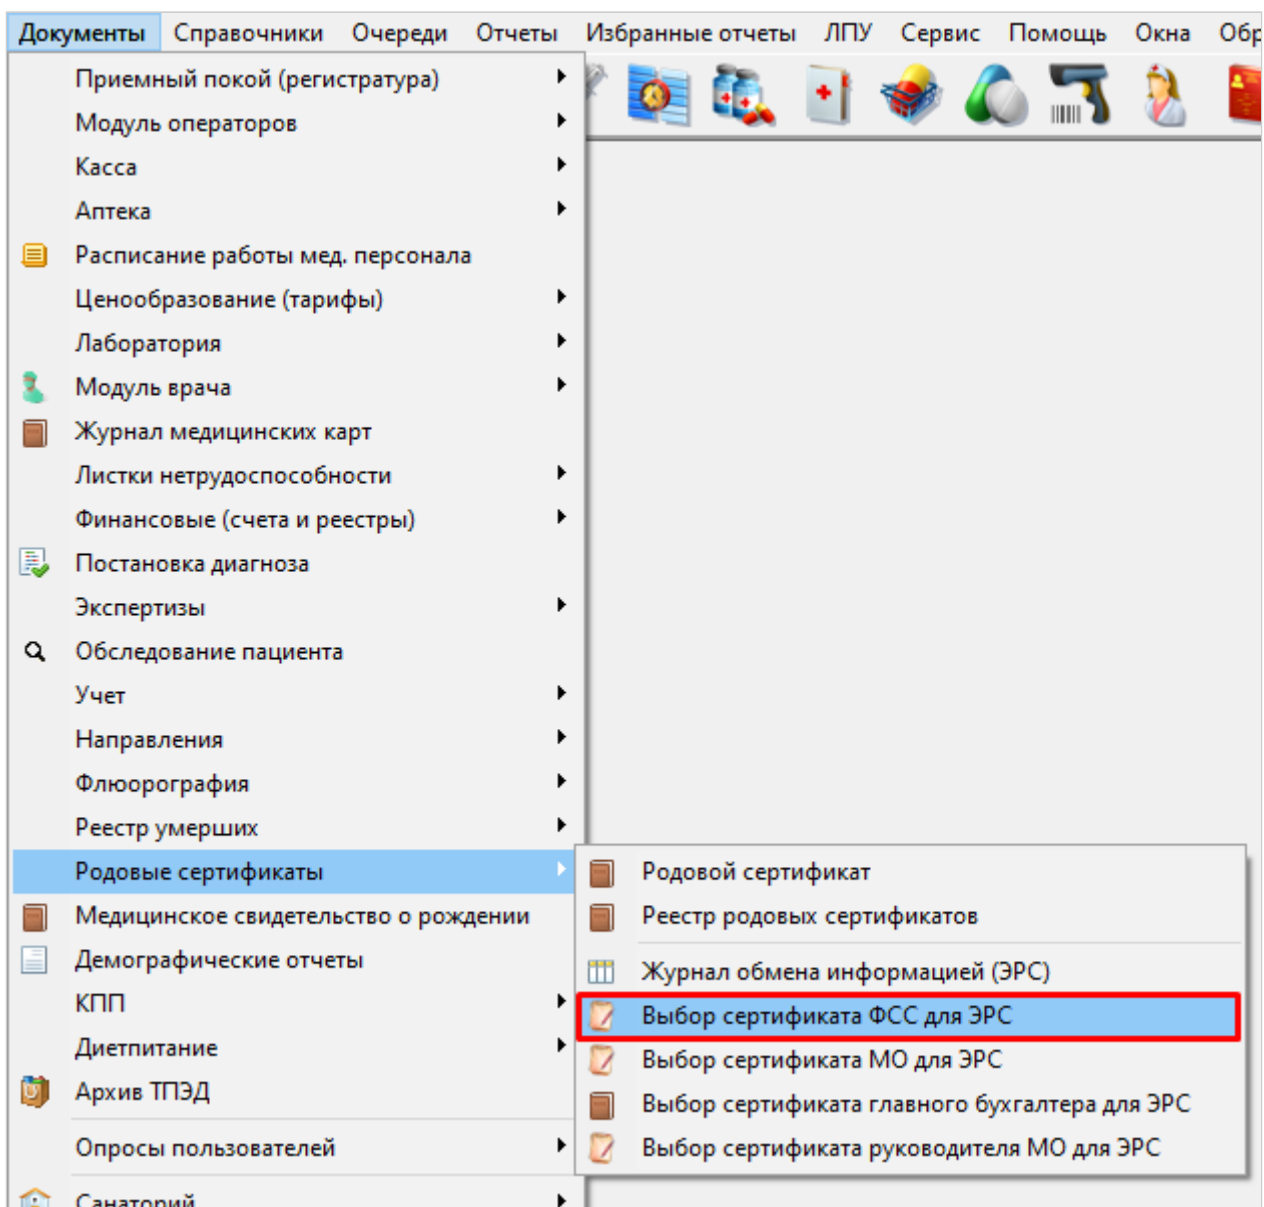 Документы Справочники Очереди Отчеты Избранные отчеты ЛПУ Сервис Помощь Окна Обр
Приемный покой (регистратура)
Модуль операторов
Касса
Аптека
Расписание работы мед. персонала
Ценообразование (тарифы)
Лаборатория
Модуль врача
Журнал медицинских карт
Листки нетрудоспособности
Финансовые (счета и реестры)
Постановка диагноза
Экспертизы
Обследование пациента
Учет
Направления
Флюорография
Реестр умерших
Родовые сертификаты
Медицинское свидетельство о рождении
Демографические отчеты
КПП
Диетпитание
Архив ТПЭД
Опросы пользователей
Санаторий
Родовой сертификат
Реестр родовых сертификатов
Журнал обмена информацией (ЭРС)
Выбор сертификата ФСС для ЭРС
Выбор сертификата МО для ЭРС
Выбор сертификата главного бухгалтера для ЭРС
Выбор сертификата руководителя МО для ЭРС